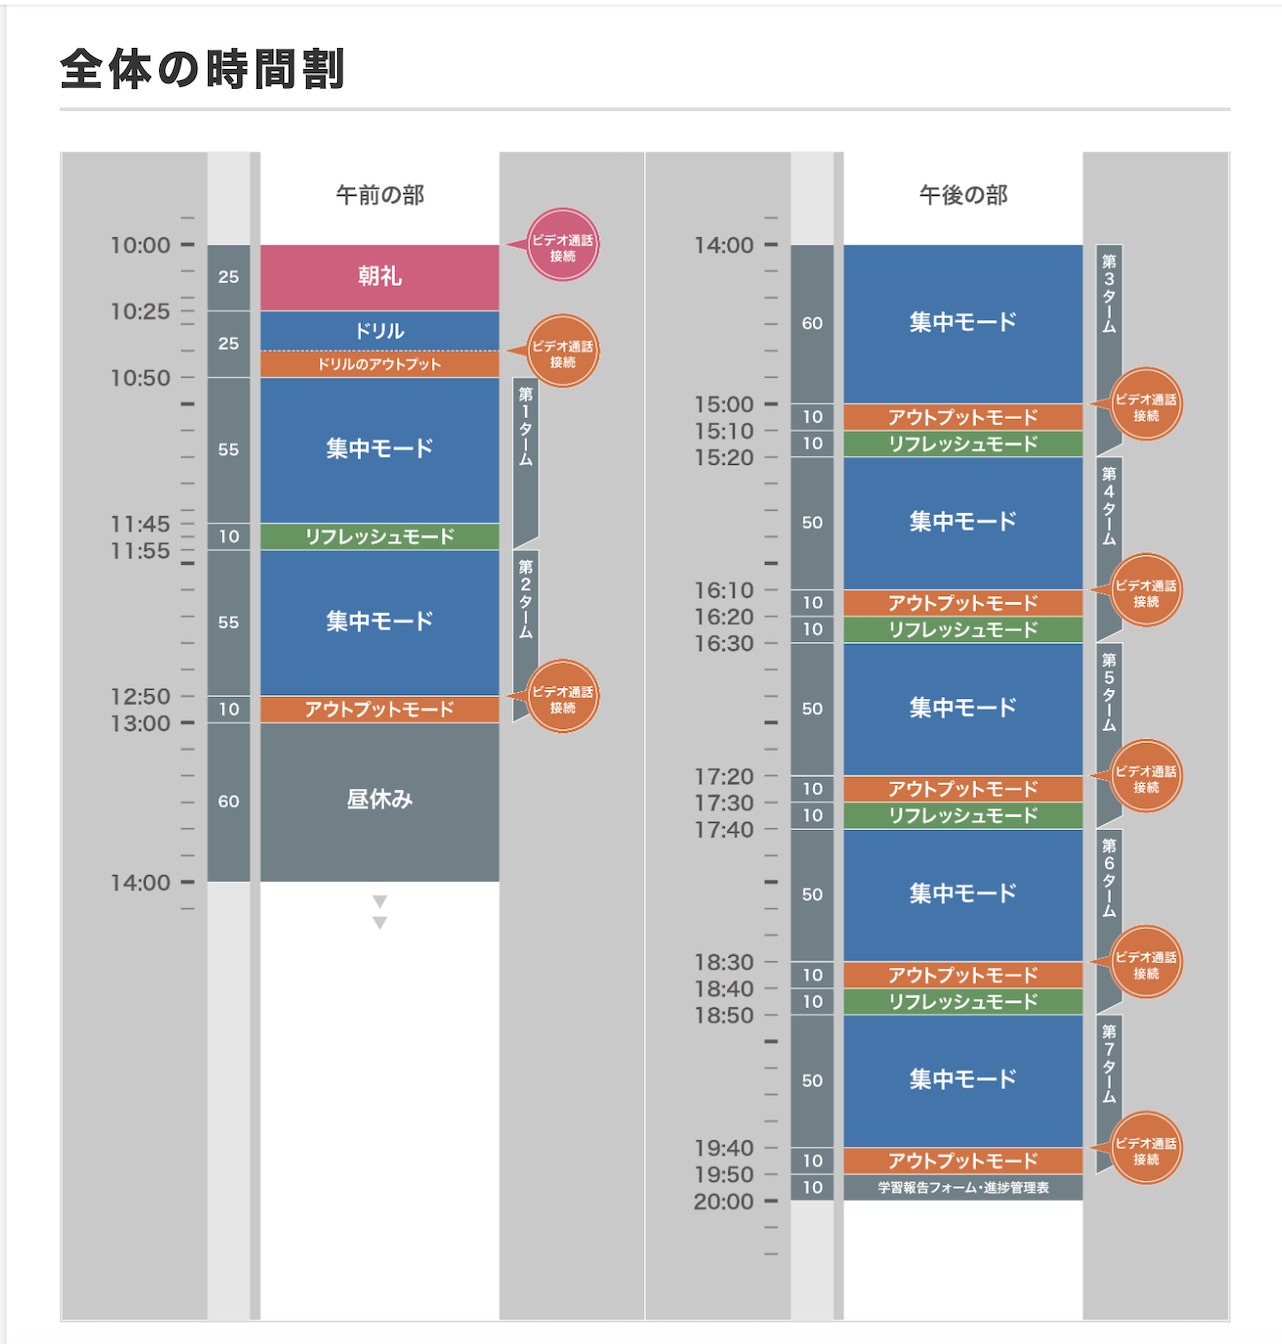 全体の時間割
午前の部
10:00
25
朝礼
ビデオ通話
接続
10:25
25
ドリル
ドリルのアウトプット
ビデオ通話
接続
10:50
55
集中モード
第1ターム
11:45
10
リフレッシュモード
11:55
55
集中モード
第2ターム
12:50
10
アウトプットモード
ビデオ通話
接続
13:00
60
昼休み
14:00
午後の部
14:00
60
集中モード
第3ターム
15:00
10
アウトプットモード
ビデオ通話
接続
15:10
10
リフレッシュモード
15:20
50
集中モード
第4ターム
16:10
10
アウトプットモード
ビデオ通話
接続
16:20
10
リフレッシュモード
16:30
50
集中モード
第5ターム
17:20
10
アウトプットモード
ビデオ通話
接続
17:30
10
リフレッシュモード
17:40
50
集中モード
第6ターム
18:30
10
アウトプットモード
ビデオ通話
接続
18:40
10
リフレッシュモード
18:50
50
集中モード
第7ターム
19:40
10
アウトプットモード
ビデオ通話
接続
19:50
10
学習報告フォーム・進捗管理表
20:00